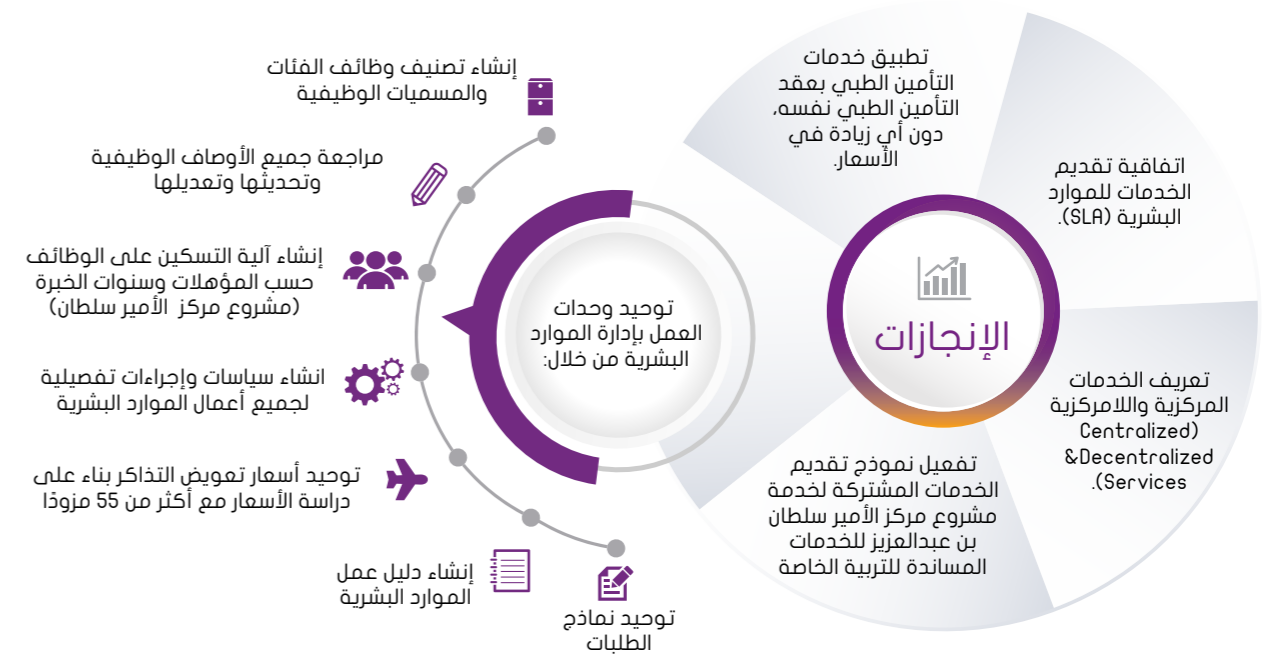 الإنجازات
تطبيق خدمات
التأمين الطبي بعقد
التأمين الطبي نفسه،
دون أي زيادة في
الأسعار.
اتفاقية تقديم
الخدمات للموارد
البشرية (SLA).
تعريف الخدمات
المركزية واللامركزية
(Centralized
&Decentralized
Services).
تفعيل نموذج تقديم
الخدمات المشتركة لخدمة
مشروع مركز الأمير سلطان
بن عبدالعزيز للخدمات
المساندة للتربية الخاصة
توحيد وحدات
العمل بإدارة الموارد
البشرية من خلال:
إنشاء تصنيف وظائف الفئات
والمسميات الوظيفية
مراجعة جميع الأوصاف الوظيفية
وتحديثها وتعديلها
إنشاء آلية التسكين على الوظائف
حسب المؤهلات وسنوات الخبرة
(مشروع مركز الأمير سلطان)
انشاء سياسات وإجراءات تفصيلية
لجميع أعمال الموارد البشرية
توحيد أسعار تعويض التذاكر بناء على
دراسة الأسعار مع أكثر من 55 مزودًا
إنشاء دليل عمل
الموارد البشرية
توحيد نماذج
الطلبات